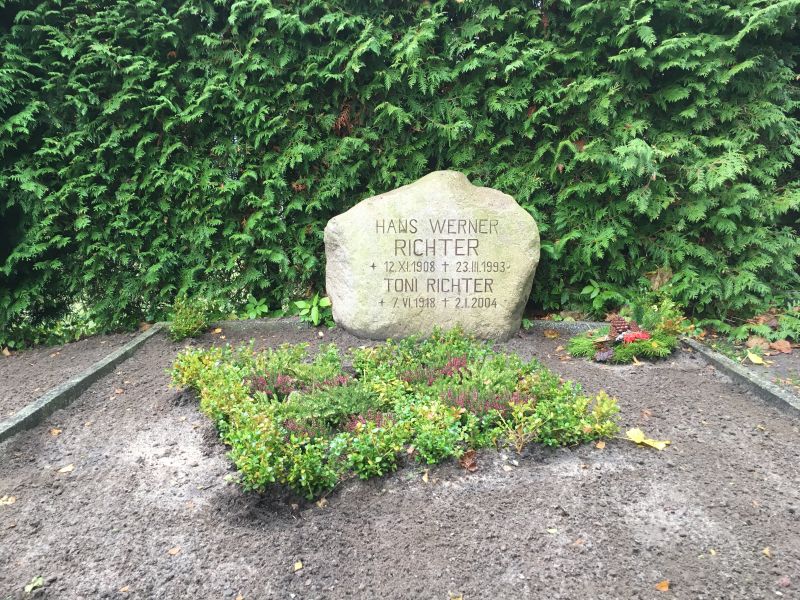 HANS WERNER
RICHTER
+ 12.XI.1908 + 23.III.1993
TONI RICHTER
+ 7.VI.1918 + 2.I.2004